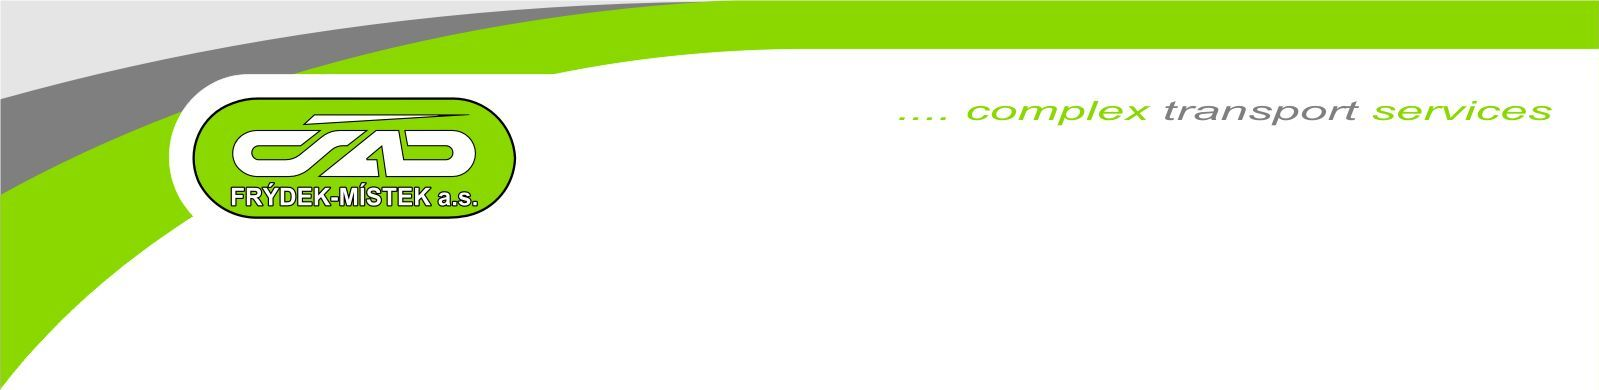 .... complex transport services
ČSAD
FRÝDEK-MÍSTEK a.s.